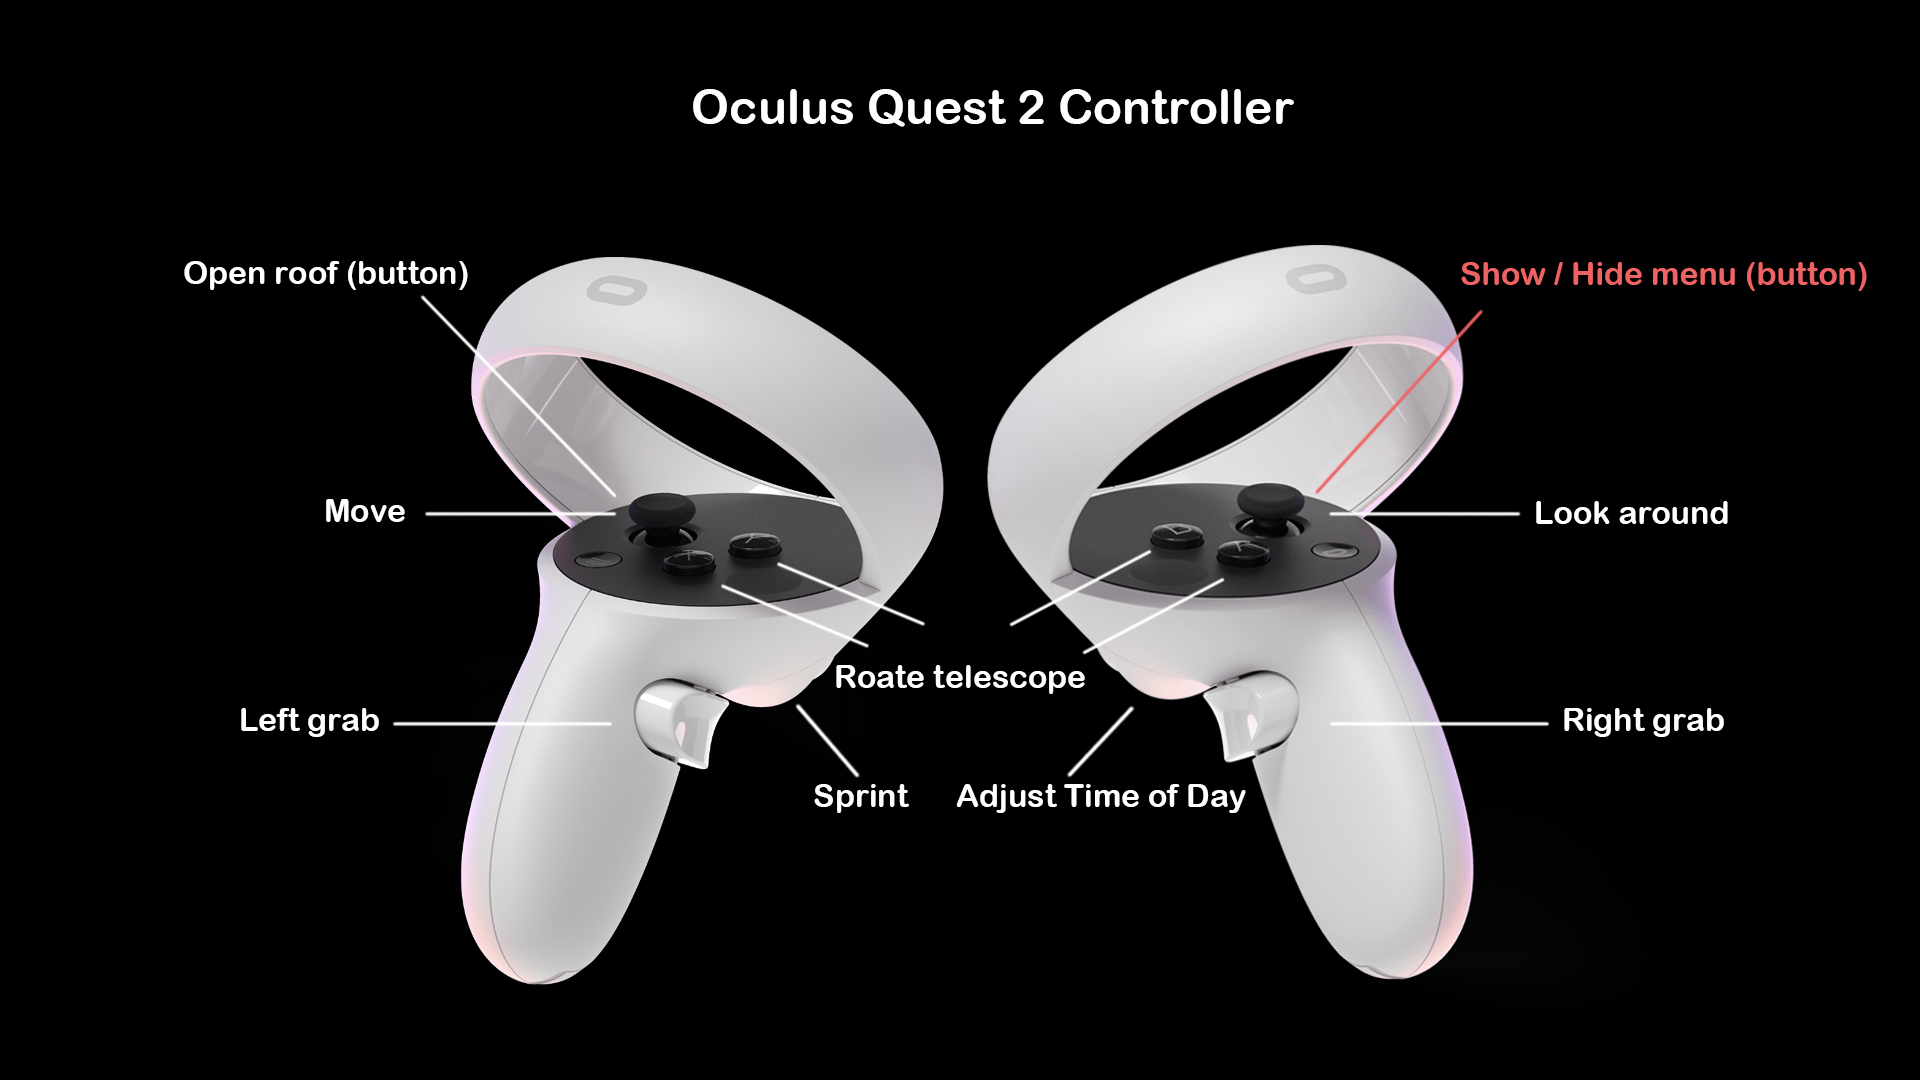 Oculus Quest 2 Controller
Open roof (button)
Show / Hide menu (button)
Move
Look around
Roate telescope
Left grab
Right grab
Sprint
Adjust Time of Day